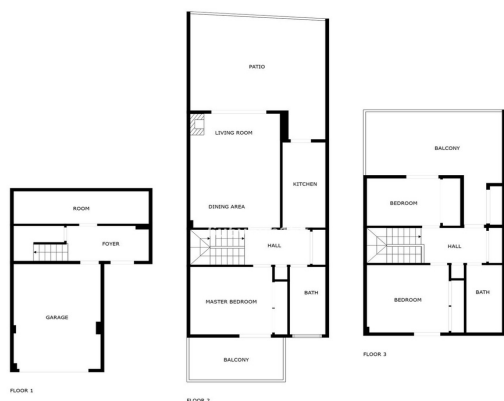 ROOM
FOYER
GARAGE
FLOOR 1
PATIO
LIVING ROOM
KITCHEN
DINING AREA
HALL
MASTER BEDROOM
BATH
BALCONY
FLOOR 2
BALCONY
BEDROOM
HALL
BEDROOM
BATH
FLOOR 3